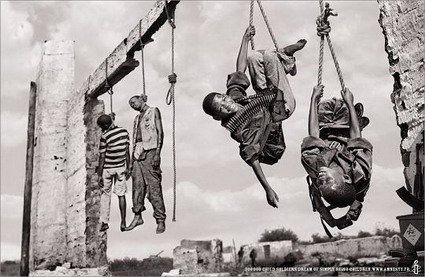 300 000 CHILD SOLDIERS DREAM OF SIMPLY BEING CHILDREN. WWW.AMNESTY.FR